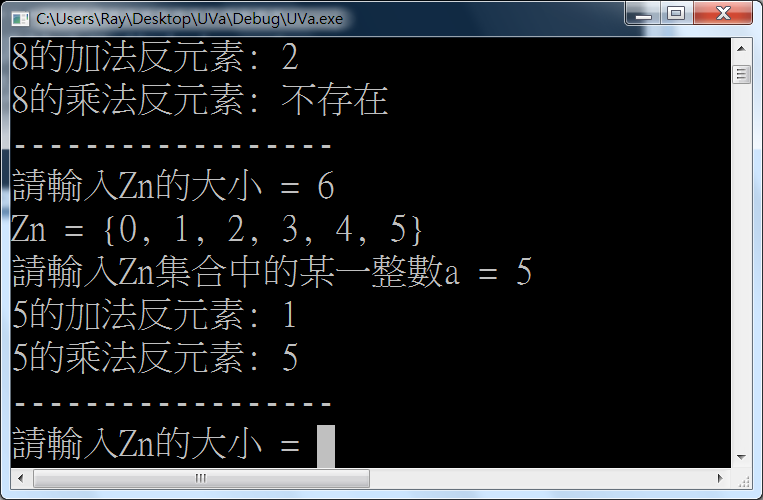 C:\Users\Ray\Desktop\UVa\Debug\UVa.exe
8的加法反元素: 2
8的乘法反元素: 不存在
------------------
請輸入Zn的大小 = 6
Zn = {0, 1, 2, 3, 4, 5}
請輸入Zn集合中的某一整數a = 5
5的加法反元素: 1
5的乘法反元素: 5
------------------
請輸入Zn的大小 =